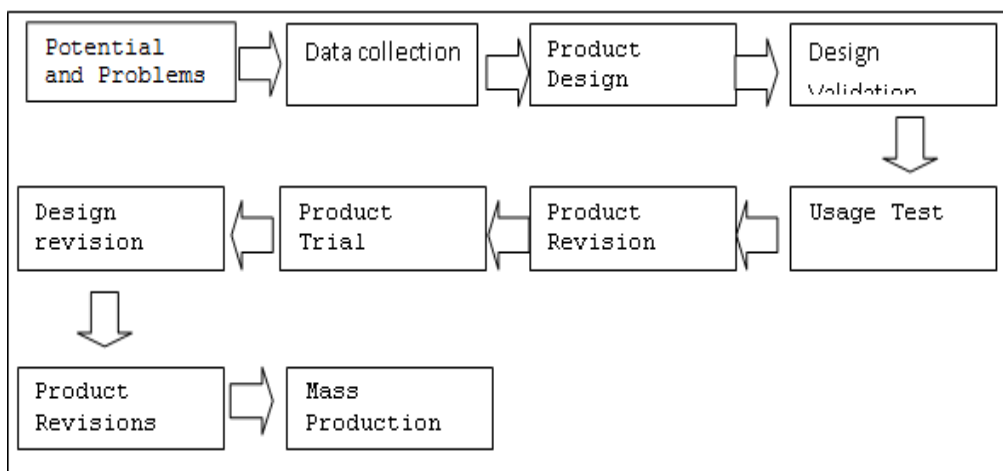 Potential
and Problems
Data collection
Product
Design
Design
Validation
Design
revision
Product
Trial
Product
Revision
Usage Test
Product
Revisions
Mass
Production